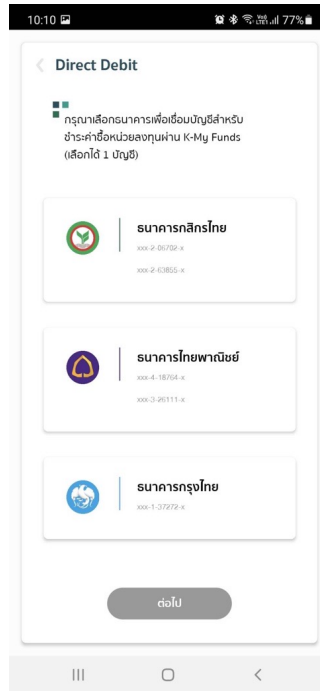 10:10 77%
Direct Debit
กรุณาเลือกธนาคารเพื่อเชื่อมบัญชีสำหรับ
ชำระค่าซื้อหน่วยลงทุนผ่าน K-My Funds
(เลือกได้ 1 บัญชี)
ธนาคารกสิกรไทย
xxx-2-05702-x
xxx-2-63855-x
ธนาคารไทยพาณิชย์
xxx-4-18764-x
xxx-3-26111-x
ธนาคารกรุงไทย
xxx-1-37272-x
ต่อไป